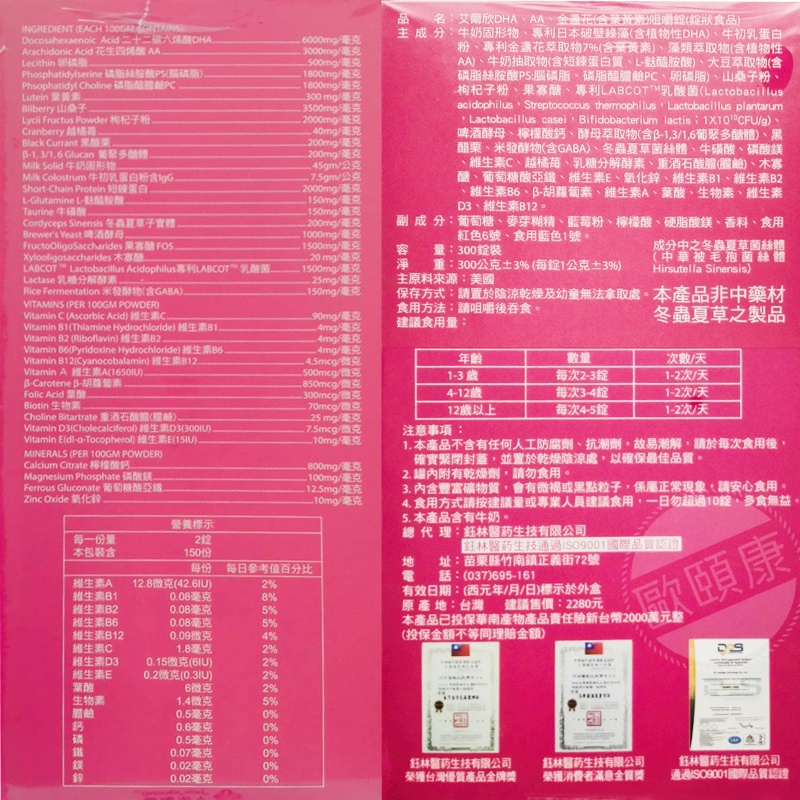 INGREDIENT (EACH 100GM CONTAINS):
Docosahexaenoic Acid 二十二碳六烯酸DHA 6000mg/毫克
Arachidonic Acid 花生四烯酸 AA 3000mg/毫克
Lecithin 卵磷脂 500mg/毫克
Phosphatidylserine 磷脂絲胺酸PS(腦磷脂) 1800mg/毫克
Phsophatidyl Choline 磷脂醯膽鹼PC 1800mg/毫克
Lutein 葉黃素 300 mg/毫克
Bilberry 山桑子 3500mg/毫克
Lycii Fructus Powder 枸杞子粉 2000mg/毫克
Cranberry 越橘苺 40mg/毫克
Black Currant 黑醋栗 200mg/毫克
β-1, 3/1, 6 Glucan 葡聚多醣體 200mg/毫克
Milk Solid 牛奶固形物 45gm/公克
Milk Colostrum 牛初乳蛋白粉含IgG 7.5gm/公克
Short-Chain Protein 短鍊蛋白 2000mg/毫克
L-Glutamine L-麩醯胺酸 150mg/毫克
Taurine 牛磺酸 150mg/毫克
Cordyceps Sinensis 冬蟲夏草子實體 200mg/毫克
Brewer's Yeast 啤酒酵母 1000mg/毫克
FructoOligoSaccharides 果寡醣 FOS 1500mg/毫克
Xylooligosaccharides 木寡醣 20 mg/毫克
LABCOT™ Lactobacillus Acidophilus專利LABCOT™ 乳酸菌 1500mg/毫克
Lactase 乳糖分解酵素 25mg/毫克
Rice Fermentation 米發酵物(含GABA) 150mg/毫克
VITAMINS (PER 100GM POWDER)
Vitamin C (Ascorbic Acid) 維生素C 90mg/毫克
Vitamin B1(Thiamine Hydrochloride) 維生素B1 4mg/毫克
Vitamin B2 (Riboflavin) 維生素B2 4mg/毫克
Vitamin B6(Pyridoxine Hydrochloride) 維生素B6 4mg/毫克
Vitamin B12(Cyanocobalamin) 維生素B12 4.5mcg/微克
Vitamin A 維生素A(1650IU) 500mcg/微克
β-Carotene β-胡蘿蔔素 850mcg/微克
Folic Acid 葉酸 300mcg/微克
Biotin 生物素 70mcg/微克
Choline Bitartrate 重酒石酸膽(膽鹼) 25 mg/毫克
Vitamin D3(Cholecalciferol) 維生素D3(300IU) 7.5mcg/微克
Vitamin E(dl-α-Tocopherol) 維生素E(15IU) 10mg/毫克
MINERALS (PER 100GM POWDER)
Calcium Citrate 檸檬酸鈣 800mg/毫克
Magnesium Phosphate 磷酸鎂 100mg/毫克
Ferrous Gluconate 葡萄糖酸亞鐵 12.5mg/毫克
Zinc Oxide 氧化鋅 10mg/毫克
營養標示
每一份量 2錠
本包裝含 150份
每份 每日參考值百分比
維生素A 12.8微克(42.6IU) 2%
維生素B1 0.08毫克 8%
維生素B2 0.08毫克 5%
維生素B6 0.08毫克 5%
維生素B12 0.09微克 4%
維生素C 1.8毫克 2%
維生素D3 0.15微克(6IU) 2%
維生素E 0.2微克(0.3IU) 2%
葉酸 6微克 2%
生物素 1.4微克 5%
膽鹼 0.5毫克 0%
鈣 0.6毫克 0%
磷 0.5毫克 0%
鐵 0.07毫克 0%
鎂 0.02毫克 0%
鋅 0.02毫克 0%
品名：艾爾欣DHA、AA、金盞花(含葉黃素)咀嚼錠(錠狀食品)
主成分：牛奶固形物、專利日本破壁綠藻(含植物性DHA)、牛初乳蛋白
粉、專利金盞花萃取物7%(含葉黃素)、藻類萃取物(含植物性
AA)、牛奶抽取物(含短鍊蛋白質、L-麩醯胺酸)、大豆萃取物(含
磷脂絲胺酸PS:腦磷脂、磷脂醯膽鹼PC、卵磷脂)、山桑子粉、
枸杞子粉、果寡醣、專利LABCOT™乳酸菌(Lactobacillus
acidophilus，Streptococcus thermophilus，Lactobacillus plantarum
，Lactobacillus casei，Bifidobacterium lactis；1X10¹⁰CFU/g)、
啤酒酵母、檸檬酸鈣、酵母萃取物(含β-1,3/1,6葡聚多醣體)、黑
醋栗、米發酵物(含GABA)、冬蟲夏草菌絲體、牛磺酸、磷酸鎂
、維生素C、越橘苺、乳糖分解酵素、重酒石酸膽(膽鹼)、木寡
醣、葡萄糖酸亞鐵、維生素E、氧化鋅、維生素B1、維生素B2
、維生素B6、β-胡蘿蔔素、維生素A、葉酸、生物素、維生素
D3、維生素B12。
副成分：葡萄糖、麥芽糊精、藍莓粉、檸檬酸、硬脂酸鎂、香料、食用
紅色6號、食用藍色1號。
容量：300錠裝
淨重：300公克±3%(每錠1公克±3%)
成分中之冬蟲夏草菌絲體
(中華被毛孢菌絲體
Hirsutella Sinensis)
主原料來源：美國
保存方式：請置於陰涼乾燥及幼童無法拿取處。
食用方法：請咀嚼後吞食。
建議食用量：
本產品非中藥材
冬蟲夏草之製品
年齡 數量 次數/天
1-3 歲 每次2-3錠 1-2次/天
4-12歲 每次3-4錠 1-2次/天
12歲以上 每次4-5錠 1-2次/天
注意事項：
1.本產品不含有任何人工防腐劑、抗潮劑，故易潮解，請於每次食用後，
確實緊閉封蓋，並置於乾燥陰涼處，以確保最佳品質。
2.罐內附有乾燥劑，請勿食用。
3.內含豐富礦物質，會有微褐或黑點粒子，係屬正常現象，請安心食用。
4.食用方式請按建議量或專業人員建議食用，一日勿超過10錠，多食無益。
5.本產品含有牛奶。
總代理：鈺林醫葯生技有限公司
鈺林醫葯生技通過ISO9001國際品質認證
地址：苗栗縣竹南鎮正義街72號
電話：(037)695-161
有效日期：(西元年/月/日)標示於外盒
原產地：台灣 建議售價：2280元
本產品已投保華南產物產品責任險新台幣2000萬元整
(投保金額不等同理賠金額)
歐頤康
鈺林醫葯生技有限公司
榮獲台灣優質產品金牌獎
鈺林醫葯生技有限公司
榮獲消費者滿意金質獎
鈺林醫葯生技有限公司
通過ISO9001國際品質認證